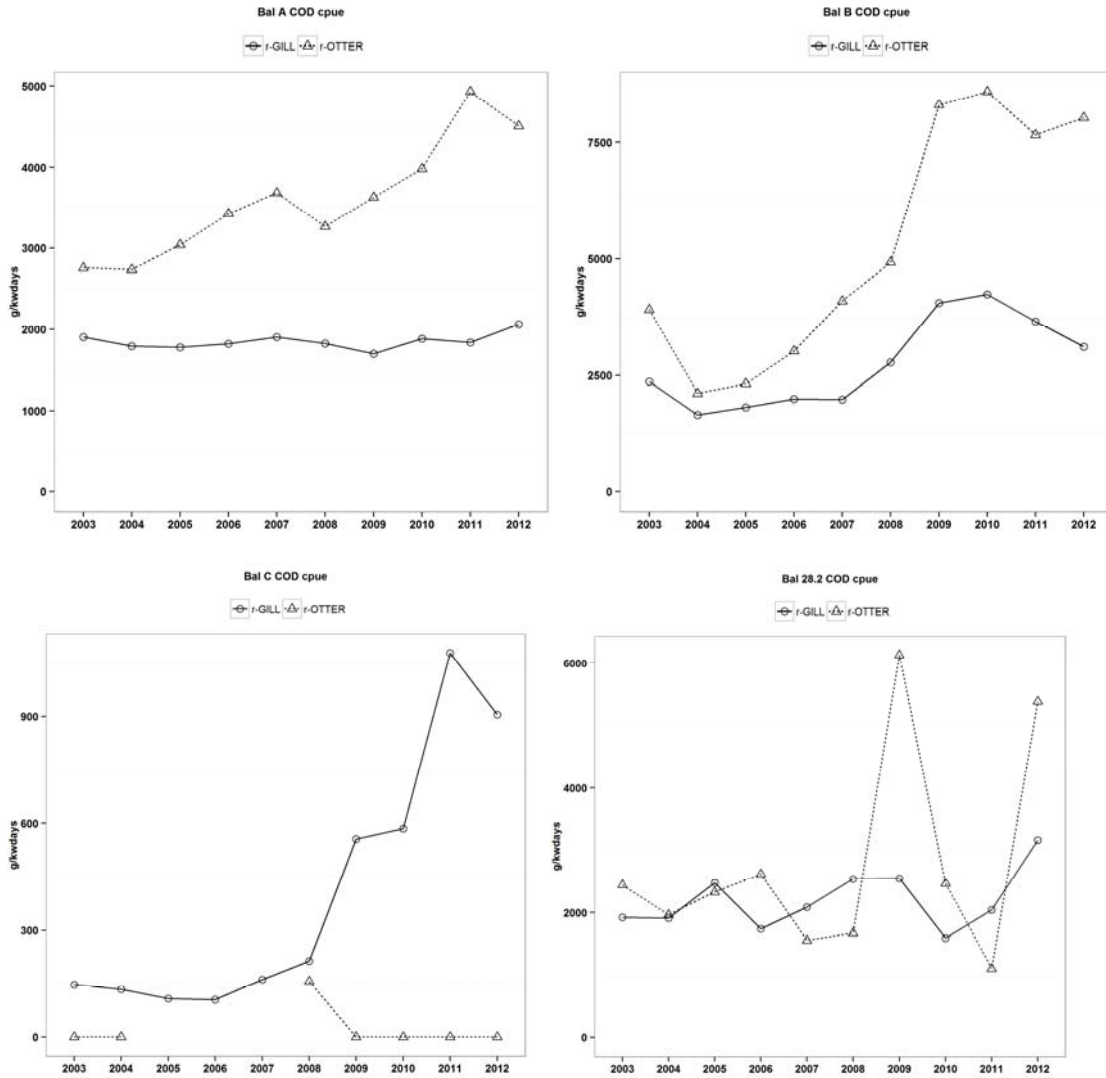 Bal A COD cpue
r-GILL r-OTTER
g/kwdays
5000
4000
3000
2000
1000
0
2003 2004 2005 2006 2007 2008 2009 2010 2011 2012
Bal B COD cpue
r-GILL r-OTTER
g/kwdays
7500
5000
2500
0
2003 2004 2005 2006 2007 2008 2009 2010 2011 2012
Bal C COD cpue
r-GILL r-OTTER
g/kwdays
900
600
300
0
2003 2004 2005 2006 2007 2008 2009 2010 2011 2012
Bal 28.2 COD cpue
r-GILL r-OTTER
g/kwdays
6000
4000
2000
0
2003 2004 2005 2006 2007 2008 2009 2010 2011 2012